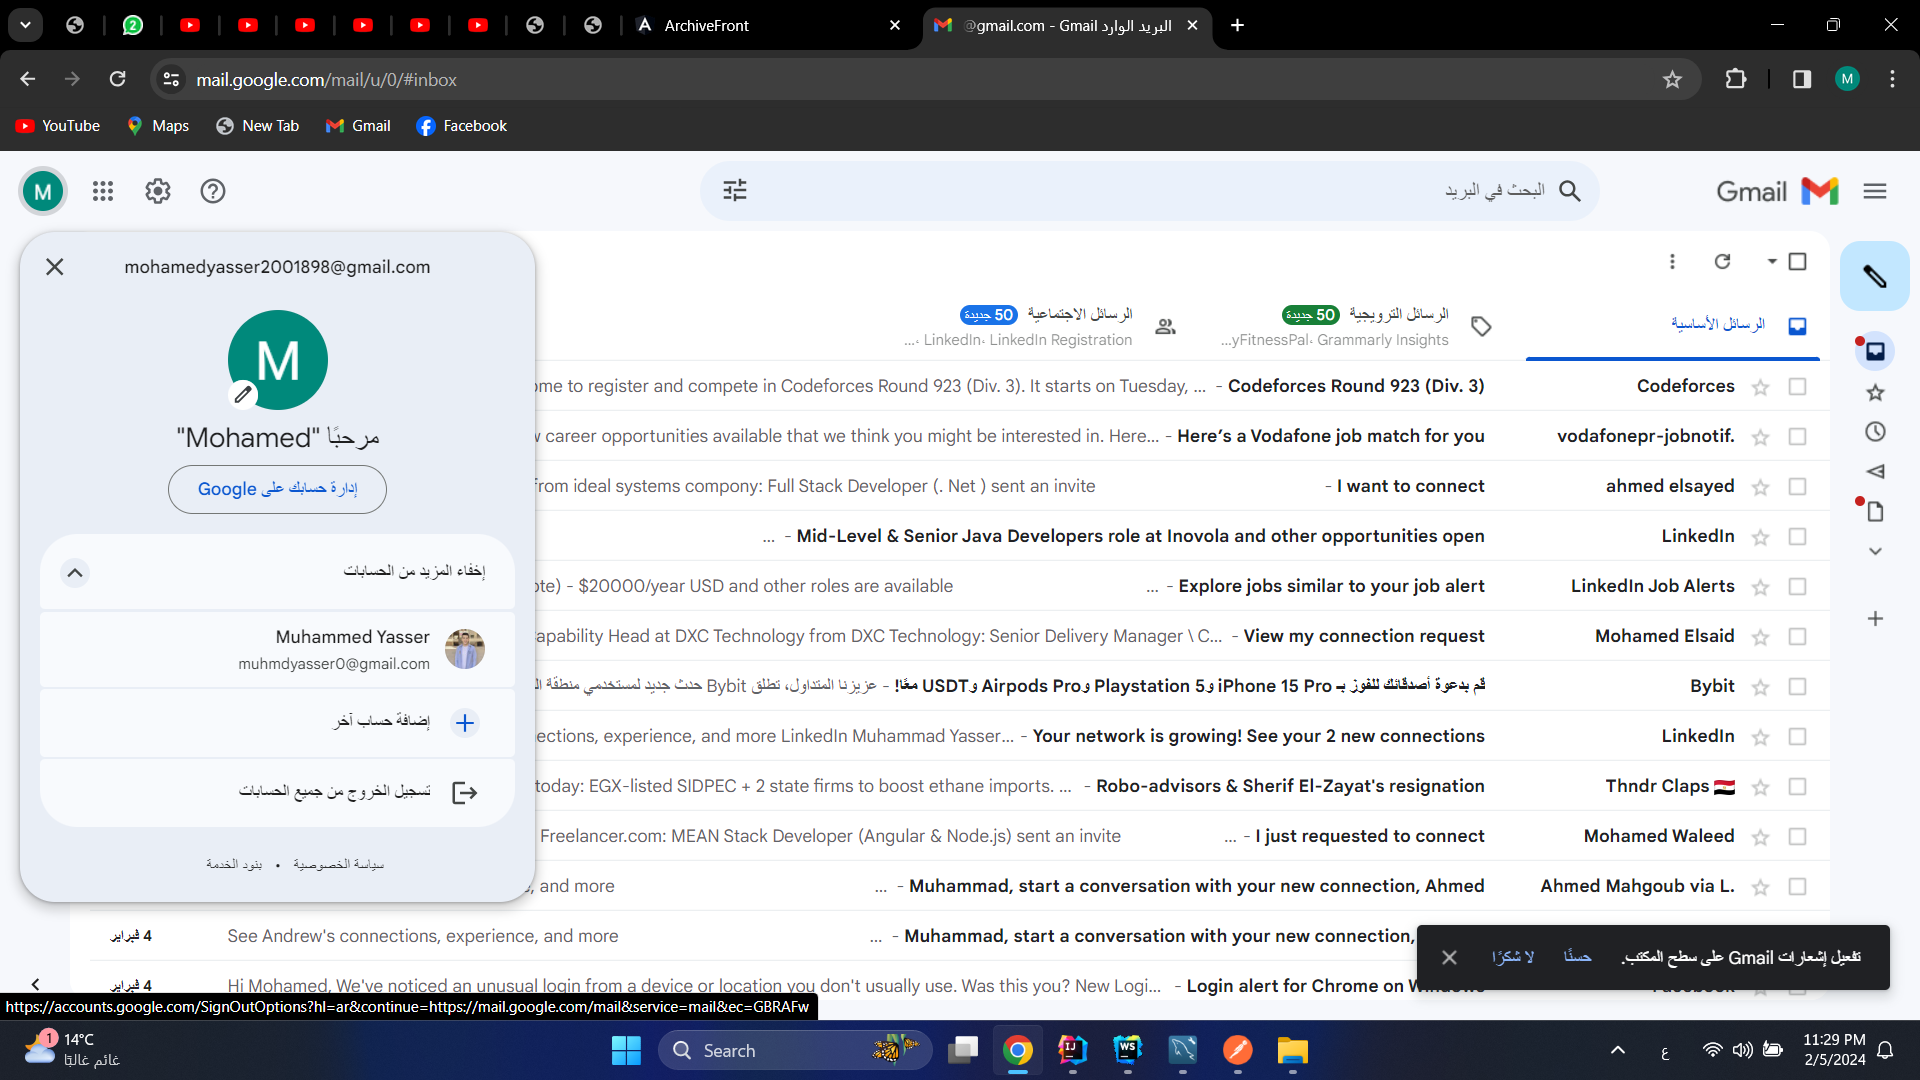 2
ArchiveFront
البريد الوارد @gmail.com - Gmail
mail.google.com/mail/u/0/#inbox
M
YouTube
Maps
New Tab
Gmail
Facebook
M
البحث في البريد
Gmail
mohamedyasser2001898@gmail.com
M
مرحبًا "Mohamed"
إدارة حسابك على Google
إخفاء المزيد من الحسابات
Muhammed Yasser
muhmdyasser0@gmail.com
إضافة حساب آخر
تسجيل الخروج من جميع الحسابات
سياسة الخصوصية • بنود الخدمة
الرسائل الأساسية
الرسائل الترويجية 50 جديدة
yFitnessPal، Grammarly Insights...
الرسائل الاجتماعية 50 جديدة
LinkedIn، LinkedIn Registration، ...
Codeforces
Codeforces Round 923 (Div. 3) - ome to register and compete in Codeforces Round 923 (Div. 3). It starts on Tuesday, ...
vodafonepr-jobnotif.
Here's a Vodafone job match for you - career opportunities available that we think you might be interested in. Here...
ahmed elsayed
I want to connect - from ideal systems compony: Full Stack Developer (. Net ) sent an invite
LinkedIn
Mid-Level & Senior Java Developers role at Inovola and other opportunities open - ...
LinkedIn Job Alerts
Explore jobs similar to your job alert - ... ote) - $20000/year USD and other roles are available
Mohamed Elsaid
View my connection request - apability Head at DXC Technology from DXC Technology: Senior Delivery Manager \ C...
Bybit
قم بدعوة أصدقائك للفوز بـ iPhone 15 Pro وPlaystation 5 وAirpods Pro وUSDT معًا! - عزيزنا المتداول، تطلق Bybit حدث جديد لمستخدمي منطقة
LinkedIn
Your network is growing! See your 2 new connections - ections, experience, and more LinkedIn Muhammad Yasser...
Thndr Claps
Robo-advisors & Sherif El-Zayat's resignation - today: EGX-listed SIDPEC + 2 state firms to boost ethane imports. ...
Mohamed Waleed
I just requested to connect - ... Freelancer.com: MEAN Stack Developer (Angular & Node.js) sent an invite
Ahmed Mahgoub via L.
Muhammad, start a conversation with your new connection, Ahmed - ... , and more
Muhammad, start a conversation with your new connection, - ... See Andrew's connections, experience, and more
4 فبراير
Facebook
Login alert for Chrome on Windows - Hi Mohamed, We've noticed an unusual login from a device or location you don't usually use. Was this you? New Logi...
4 فبراير
تفعيل إشعارات Gmail على سطح المكتب. حسنًا لا شكرًا
https://accounts.google.com/SignOutOptions?hl=ar&continue=https://mail.google.com/mail&service=mail&ec=GBRAFw
1
14°C
غائم غالبًا
Search
IJ
WS
ع
11:29 PM
2/5/2024